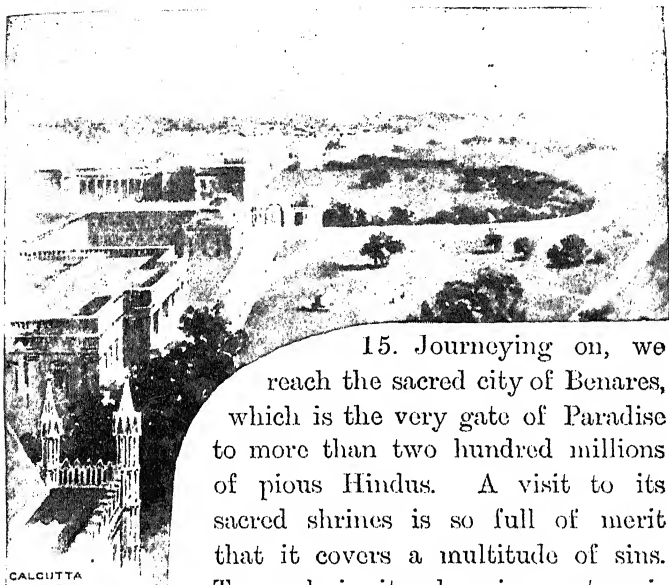 15. Journeying on, we
reach the sacred city of Benares,
which is the very gate of Paradise
to more than two hundred millions
of pious Hindus. A visit to its
sacred shrines is so full of merit
that it covers a multitude of sins.
CALCUTTA